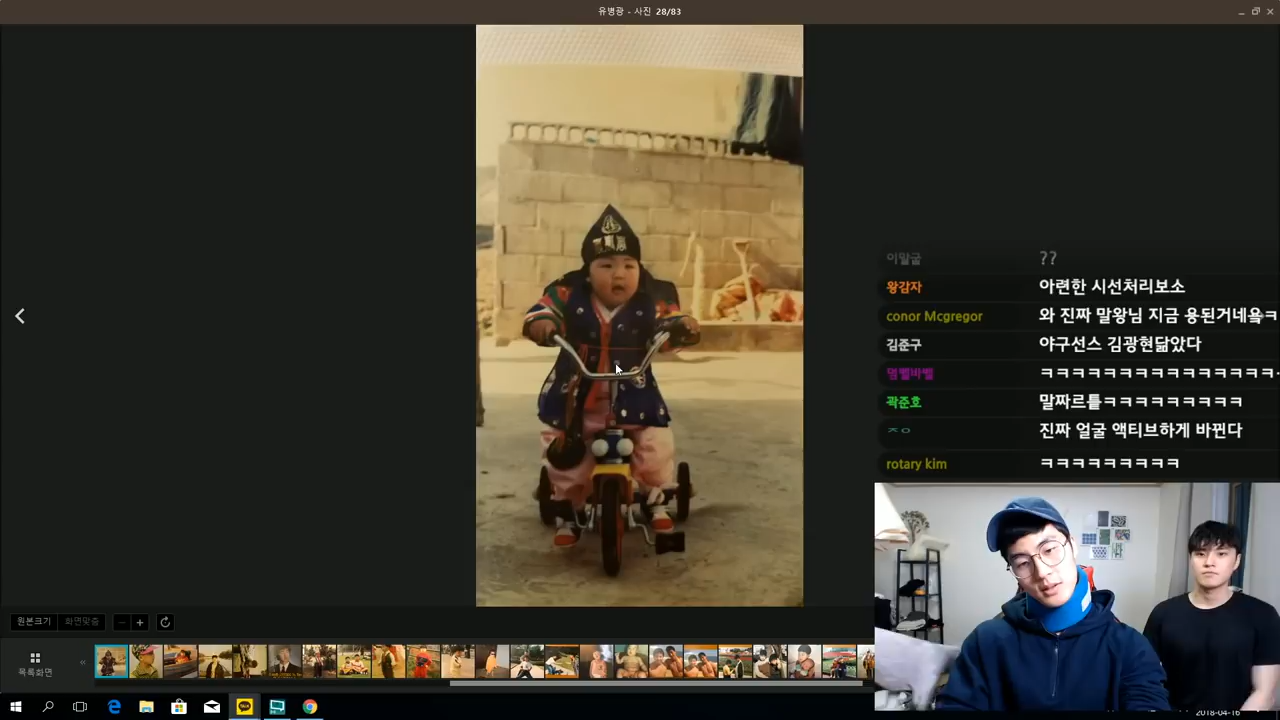 유병광 - 사진 28/83
이말굽 ??
왕감자 아련한 시선처리보소
conor Mcgregor 와 진짜 말왕님 지금 용된거네욬ㅋ
김준구 야구선스 김광현닮았다
ㅋㅋㅋㅋㅋㅋㅋㅋㅋㅋㅋㅋㅋㅋㅋ
곽준호 말짜르틑ㅋㅋㅋㅋㅋㅋㅋㅋㅋ
ㅈㅇ 진짜 얼굴 액티브하게 바뀐다
rotary kim ㅋㅋㅋㅋㅋㅋㅋㅋㅋ
원본크기 화면맞춤
목록화면
2018-04-16